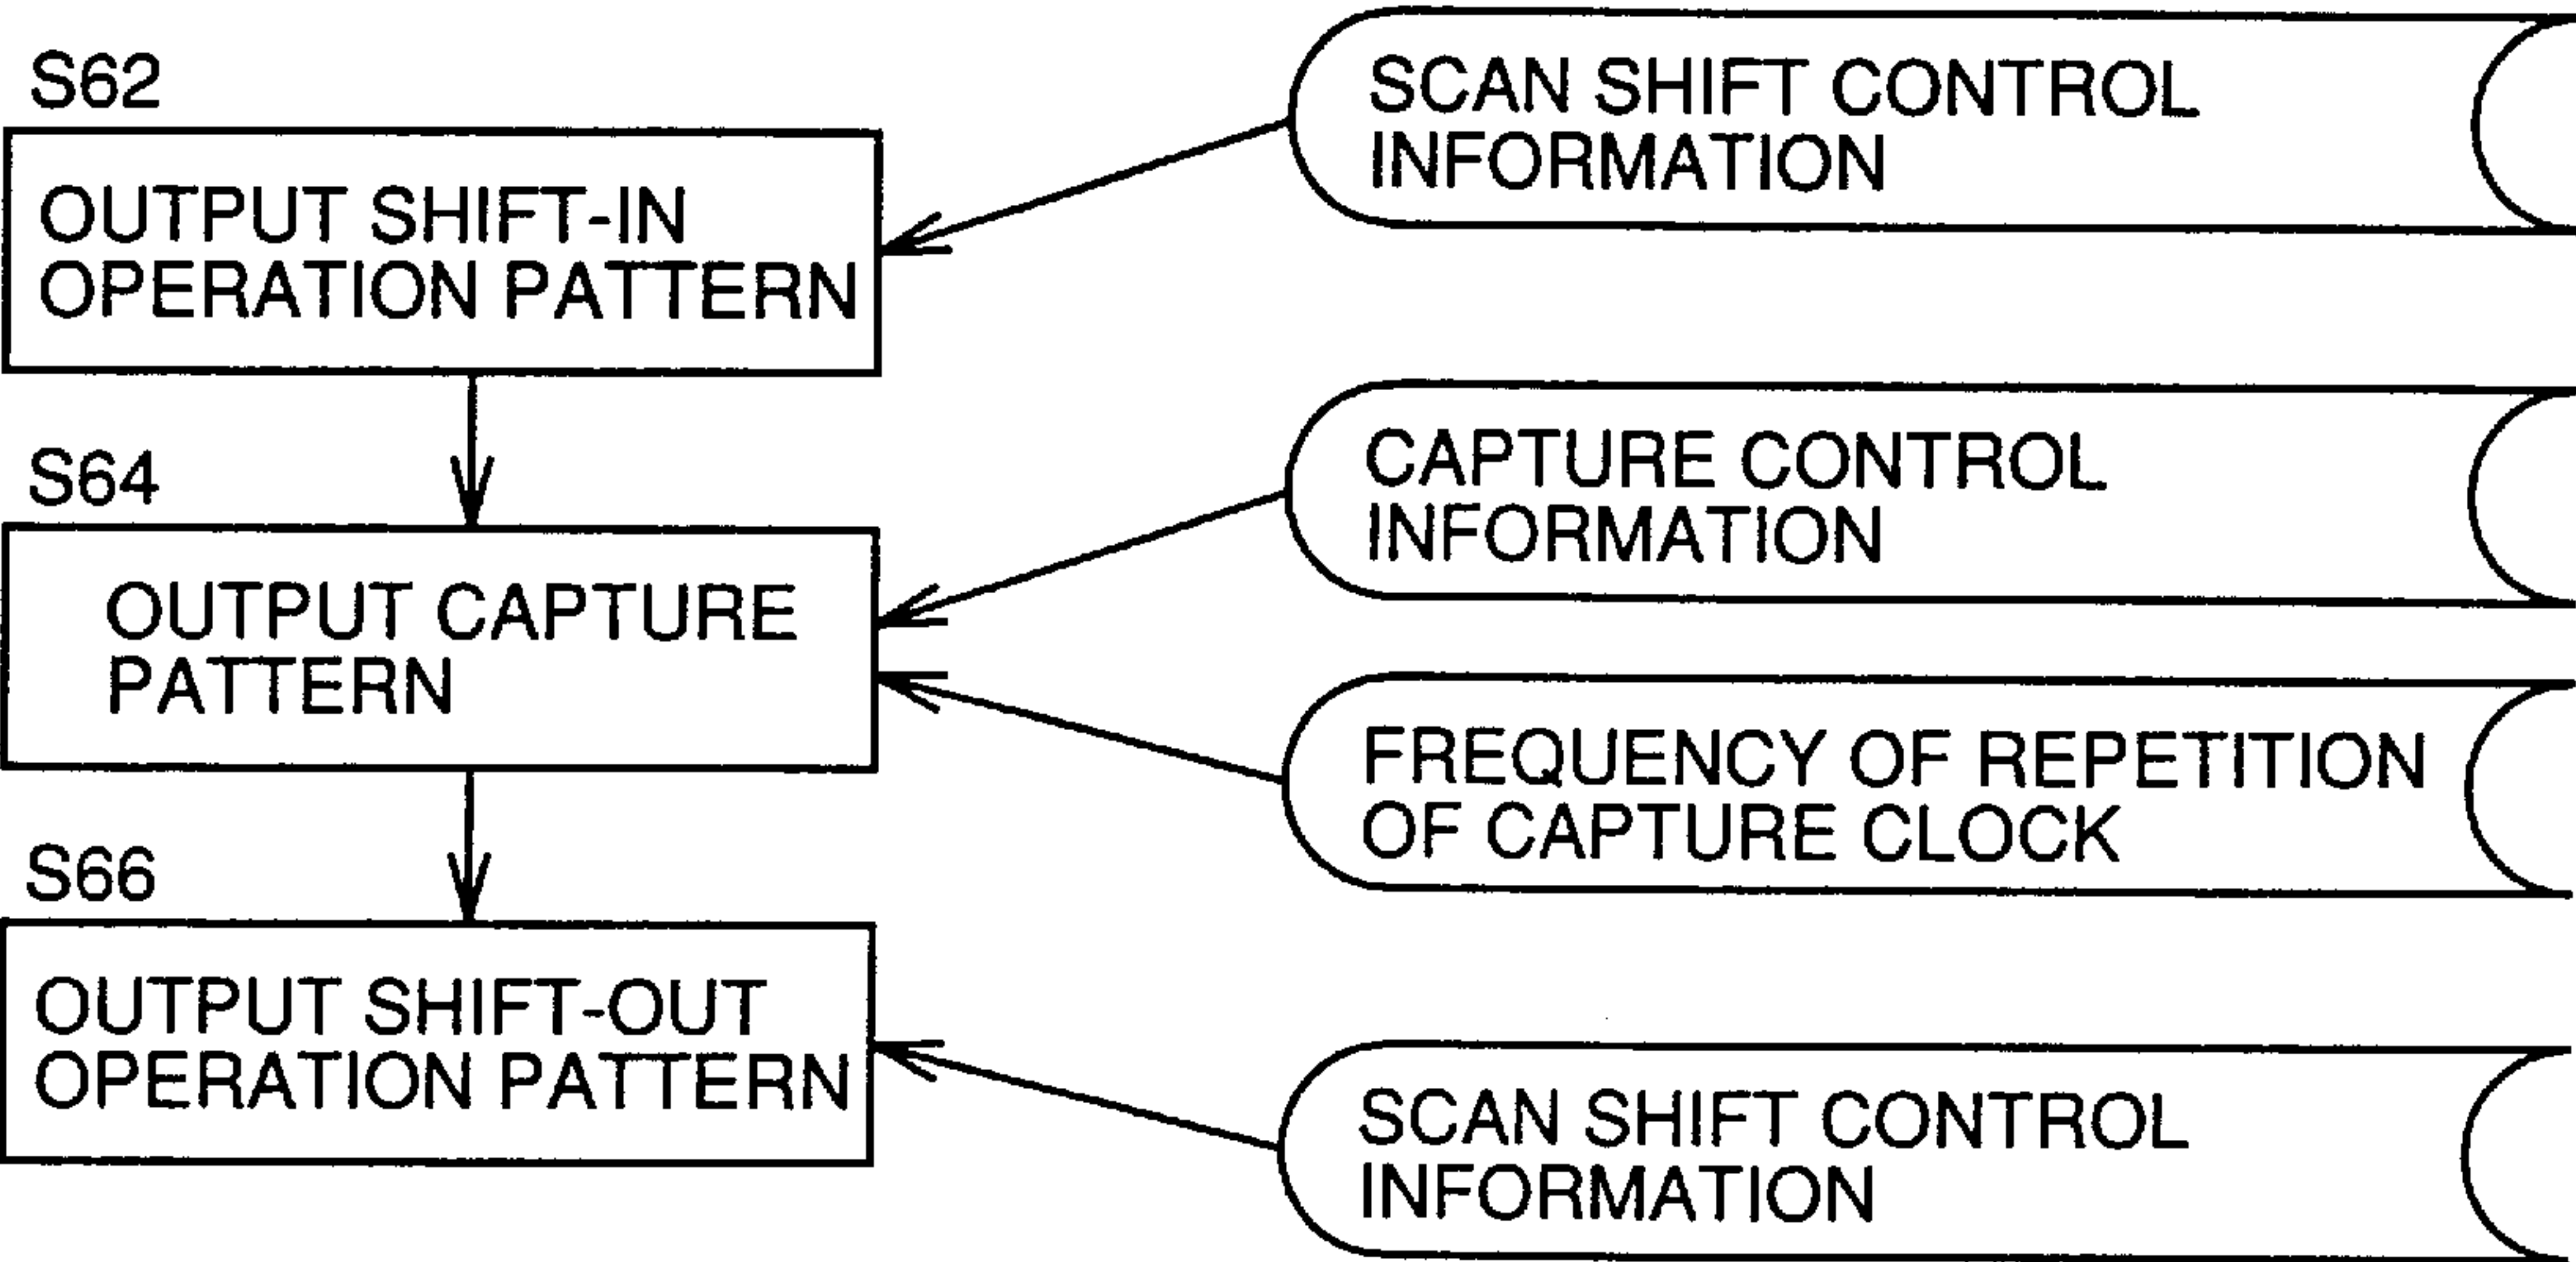 S62
OUTPUT SHIFT-IN
OPERATION PATTERN
SCAN SHIFT CONTROL
INFORMATION
S64
OUTPUT CAPTURE
PATTERN
CAPTURE CONTROL
INFORMATION
FREQUENCY OF REPETITION
OF CAPTURE CLOCK
S66
OUTPUT SHIFT-OUT
OPERATION PATTERN
SCAN SHIFT CONTROL
INFORMATION